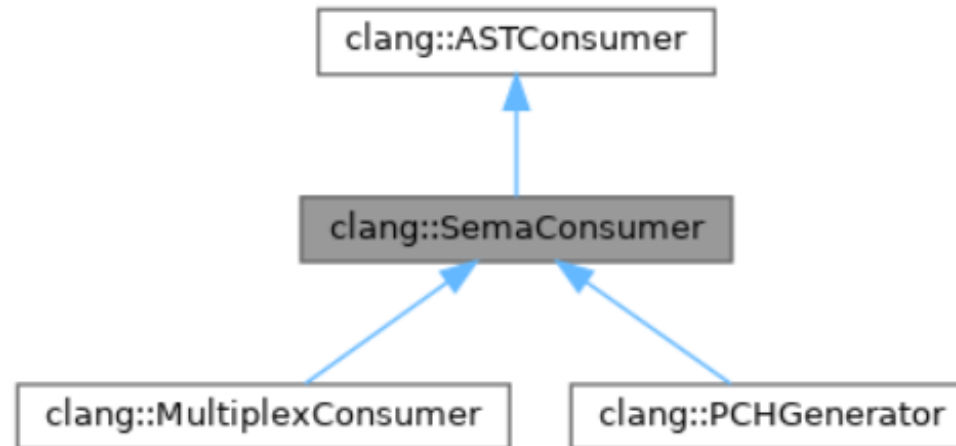 clang::ASTConsumer
clang::SemaConsumer
clang::MultiplexConsumer
clang::PCHGenerator